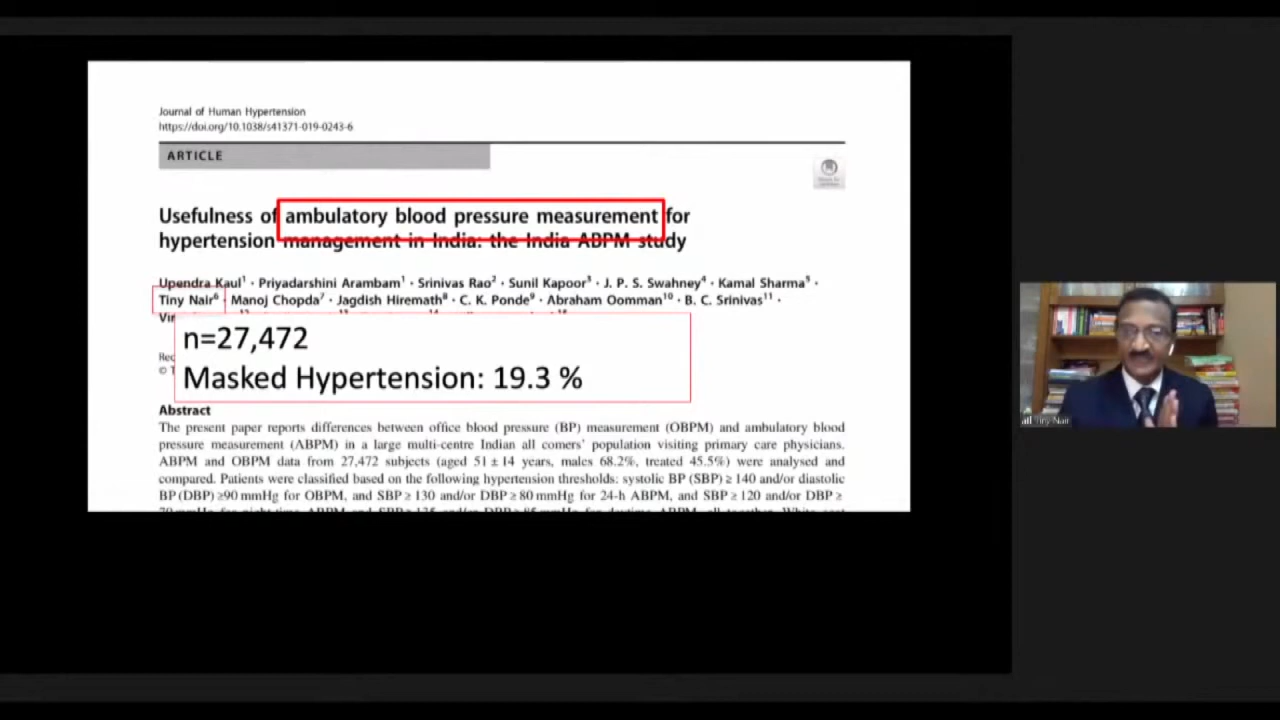 Journal of Human Hypertension
https://doi.org/10.1038/s41371-019-0243-6
ARTICLE
Usefulness of ambulatory blood pressure measurement for
hypertension management in India: the India ABPM study
Upendra Kaul1 · Priyadarshini Arambam1 · Srinivas Rao2 · Sunil Kapoor3 · J. P. S. Swahney4 · Kamal Sharma5 ·
Tiny Nair6 · Manoj Chopda7 · Jagdish Hiremath8 · C. K. Ponde9 · Abraham Oomman10 · B. C. Srinivas11 ·
n=27,472
Masked Hypertension: 19.3 %
Abstract
The present paper reports differences between office blood pressure (BP) measurement (OBPM) and ambulatory blood
pressure measurement (ABPM) in a large multi-centre Indian all comers' population visiting primary care physicians.
ABPM and OBPM data from 27,472 subjects (aged 51 ± 14 years, males 68.2%, treated 45.5%) were analysed and
compared. Patients were classified based on the following hypertension thresholds: systolic BP (SBP) ≥ 140 and/or diastolic
BP (DBP) ≥90 mmHg for OBPM, and SBP ≥ 130 and/or DBP ≥ 80 mmHg for 24-h ABPM, and SBP ≥ 120 and/or DBP ≥
Tiny Nair